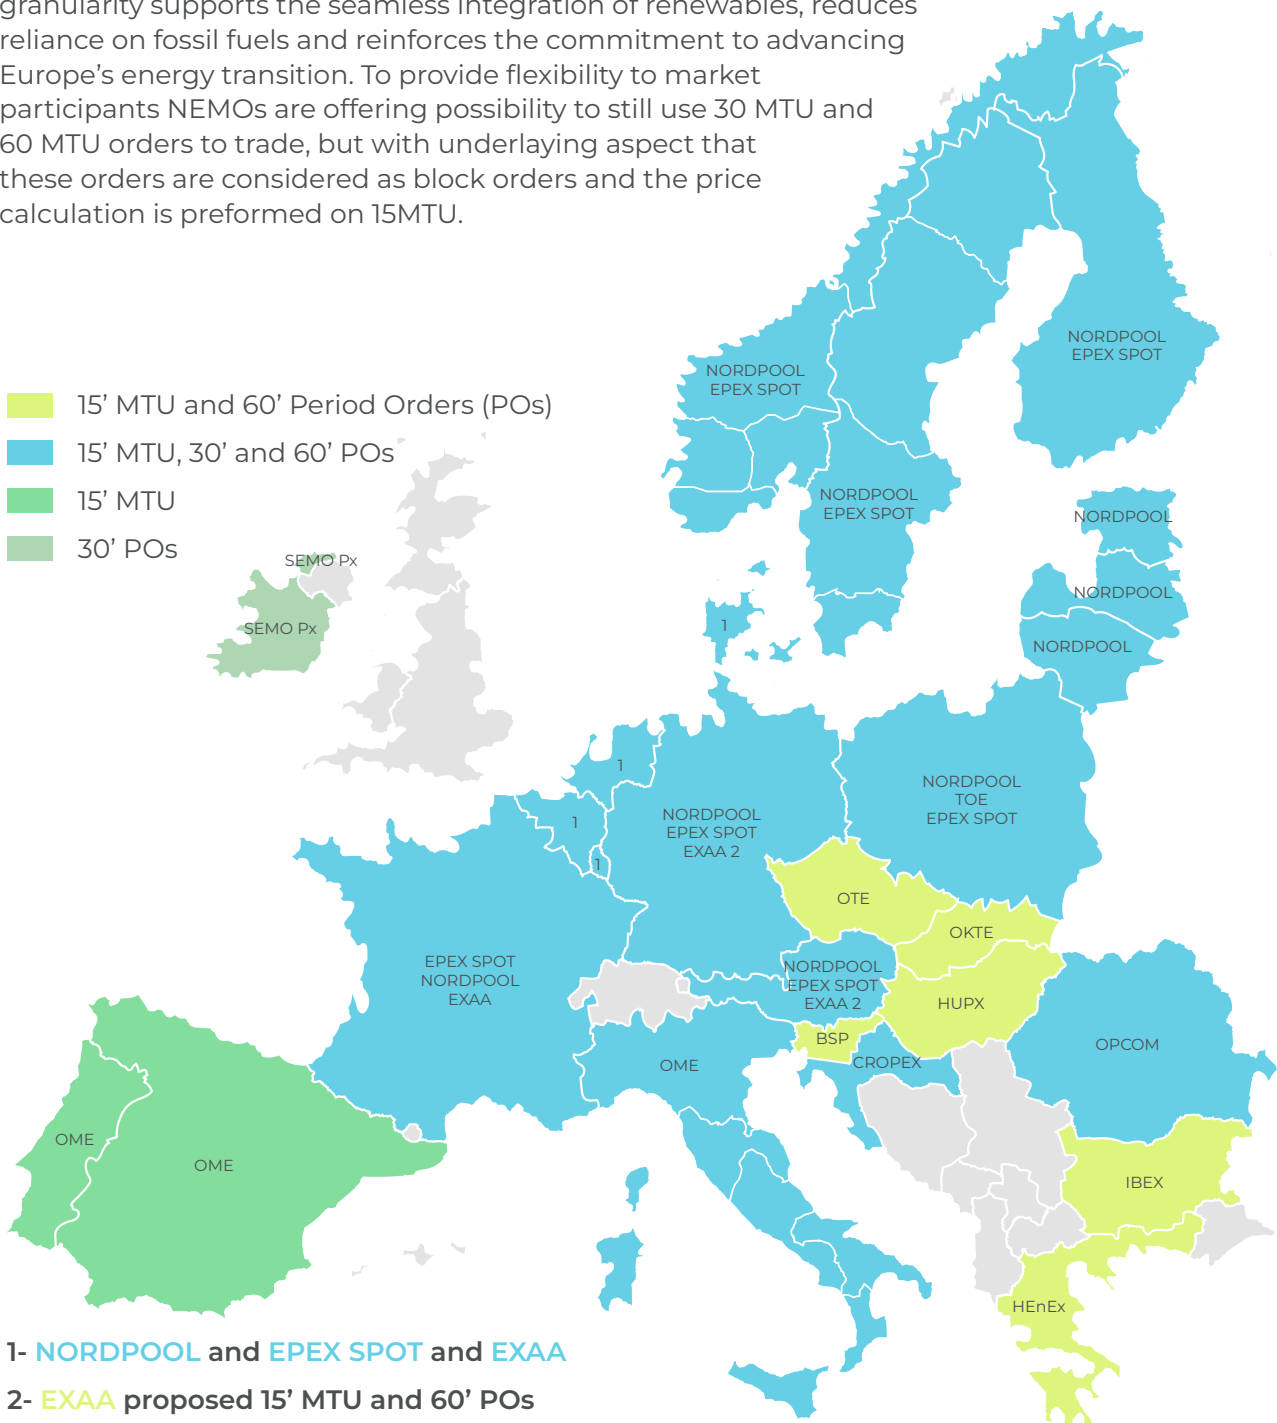 granularity supports the seamless integration of renewables, reduces
reliance on fossil fuels and reinforces the commitment to advancing
Europe’s energy transition. To provide flexibility to market
participants NEMOs are offering possibility to still use 30 MTU and
60 MTU orders to trade, but with underlaying aspect that
these orders are considered as block orders and the price
calculation is preformed on 15MTU.
15’ MTU and 60’ Period Orders (POs)
15’ MTU, 30’ and 60’ POs
15’ MTU
30’ POs
NORDPOOL
EPEX SPOT
NORDPOOL
EPEX SPOT
NORDPOOL
EPEX SPOT
NORDPOOL
NORDPOOL
NORDPOOL
SEMO Px
SEMO Px
1
1
1
1
NORDPOOL
EPEX SPOT
EXAA 2
NORDPOOL
TOE
EPEX SPOT
OTE
OKTE
EPEX SPOT
NORDPOOL
EXAA
NORDPOOL
EPEX SPOT
EXAA 2
HUPX
BSP
CROPEX
OPCOM
OME
OME
OME
IBEX
HEnEx
1- NORDPOOL and EPEX SPOT and EXAA
2- EXAA proposed 15’ MTU and 60’ POs